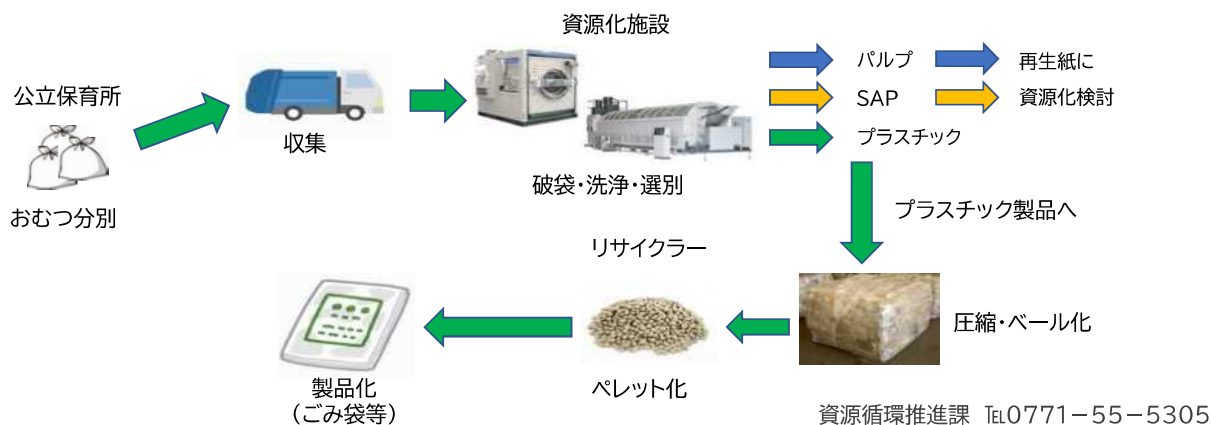 資源化施設
公立保育所
おむつ分別
収集
破袋・洗浄・選別
パルプ
再生紙に
SAP
資源化検討
プラスチック
プラスチック製品へ
圧縮・ベール化
リサイクラー
ペレット化
製品化
（ごみ袋等）
資源循環推進課 ℡0771－55－5305